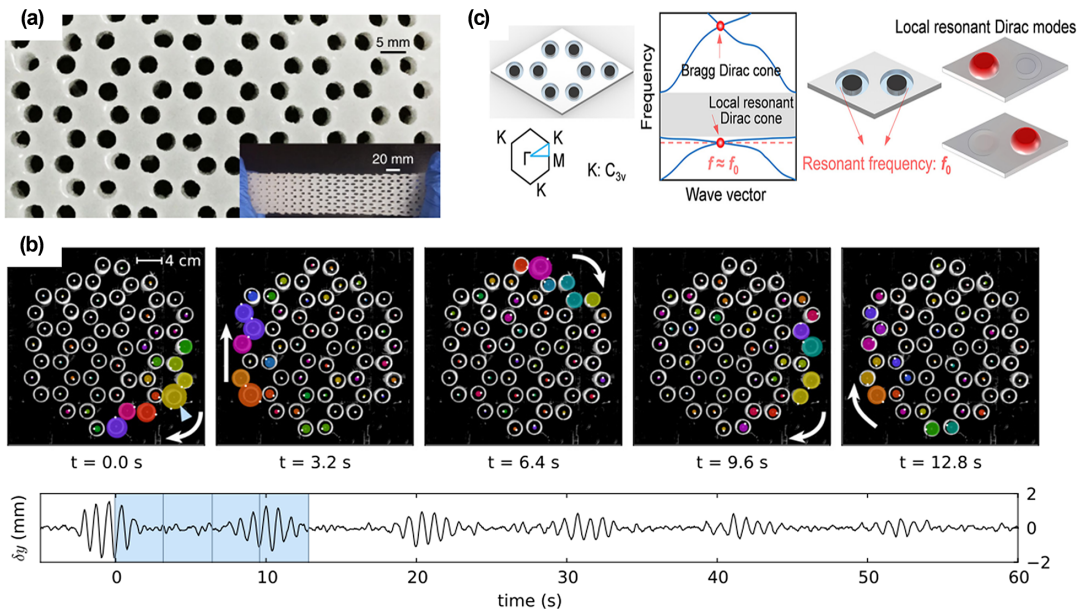 (a)
5 mm
20 mm
(c)
K
K
Γ
M
K
K: C3v
Frequency
Bragg Dirac cone
Local resonant
Dirac cone
f ≈ f0
Wave vector
Local resonant Dirac modes
Resonant frequency: f0
(b)
4 cm
t = 0.0 s
t = 3.2 s
t = 6.4 s
t = 9.6 s
t = 12.8 s
δy (mm)
2
0
−2
0
10
20
30
40
50
60
time (s)